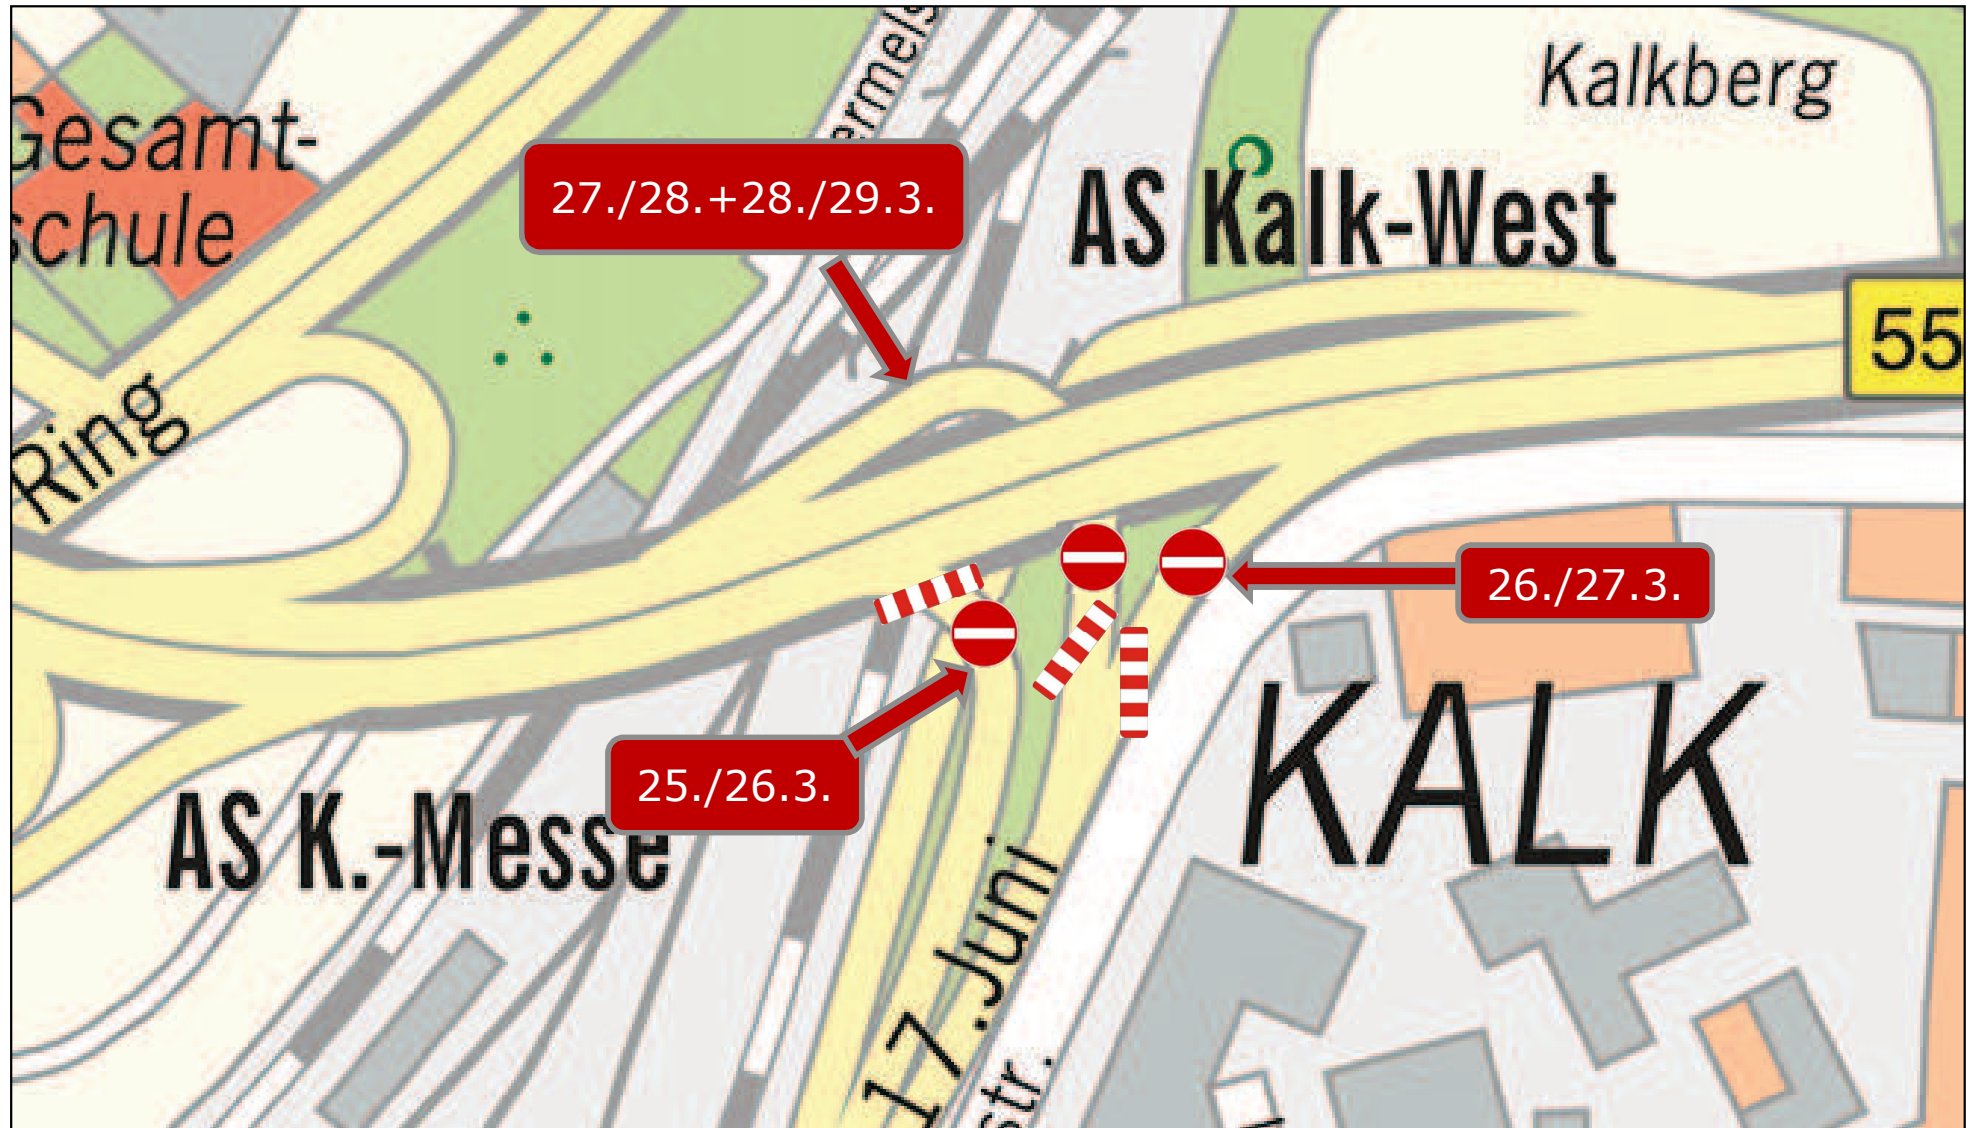 ermels
Kalkberg
Gesamt-
schule
27./28.+28./29.3.
AS Kalk-West
55
Ring
26./27.3.
25./26.3.
KALK
AS K.-Messe
17.Juni
str.